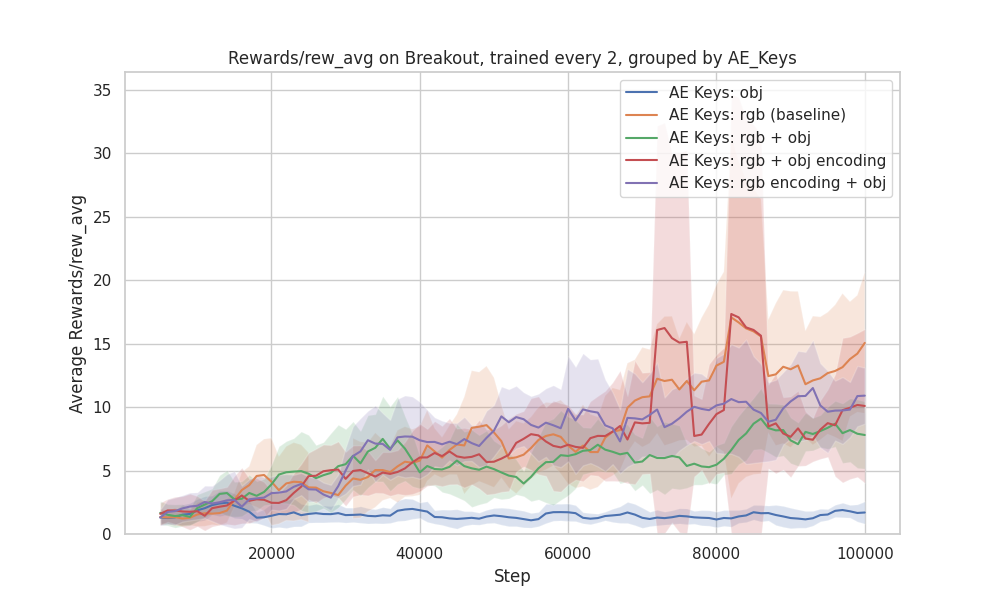 Rewards/rew_avg on Breakout, trained every 2, grouped by AE_Keys
Average Rewards/rew_avg
35
30
25
20
15
10
5
0
AE Keys: obj
AE Keys: rgb (baseline)
AE Keys: rgb + obj
AE Keys: rgb + obj encoding
AE Keys: rgb encoding + obj
20000
40000
60000
80000
100000
Step